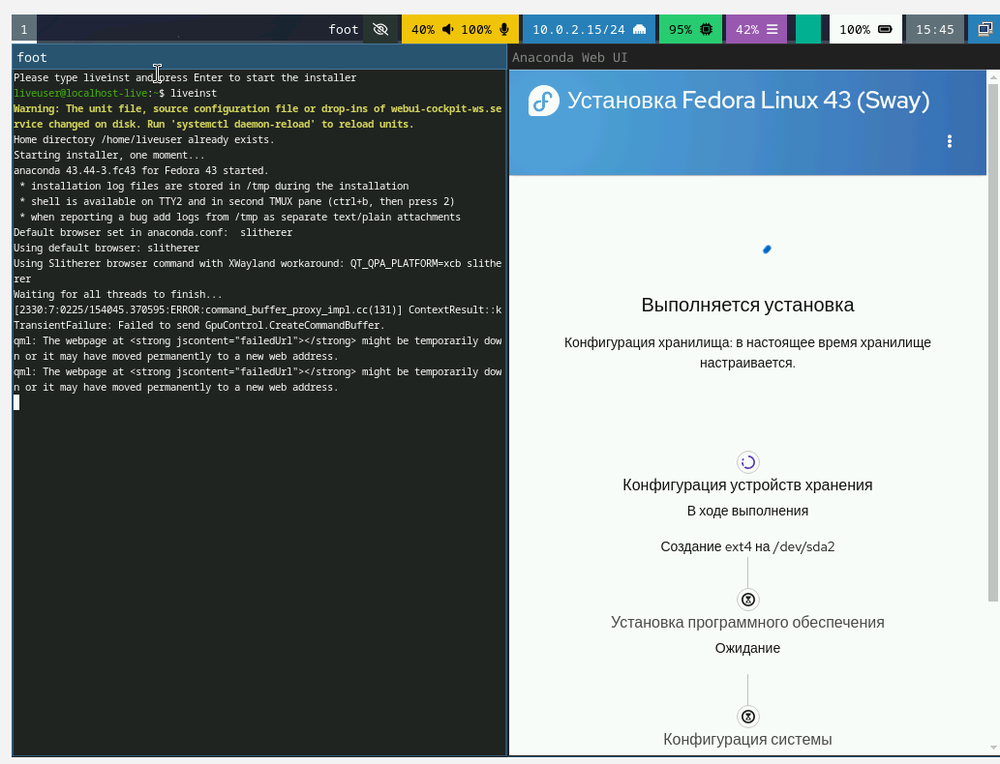 1
foot
40% 100%
10.0.2.15/24
95%
42%
100%
15:45
foot
Please type liveinst and press Enter to start the installer
liveuser@localhost-live:~$ liveinst
Warning: The unit file, source configuration file or drop-ins of webui-cockpit-ws.se
rvice changed on disk. Run 'systemctl daemon-reload' to reload units.
Home directory /home/liveuser already exists.
Starting installer, one moment...
anaconda 43.44-3.fc43 for Fedora 43 started.
* installation log files are stored in /tmp during the installation
* shell is available on TTY2 and in second TMUX pane (ctrl+b, then press 2)
* when reporting a bug add logs from /tmp as separate text/plain attachments
Default browser set in anaconda.conf:  slitherer
Using default browser: slitherer
Using Slitherer browser command with XWayland workaround: QT_QPA_PLATFORM=xcb slithe
rer
Waiting for all threads to finish...
[2330:7:0225/154045.370595:ERROR:command_buffer_proxy_impl.cc(131)] ContextResult::k
TransientFailure: Failed to send GpuControl.CreateCommandBuffer.
qml: The webpage at <strong jscontent="failedUrl"></strong> might be temporarily dow
n or it may have moved permanently to a new web address.
qml: The webpage at <strong jscontent="failedUrl"></strong> might be temporarily dow
n or it may have moved permanently to a new web address.
Anaconda Web UI
Установка Fedora Linux 43 (Sway)
Выполняется установка
Конфигурация хранилища: в настоящее время хранилище
настраивается.
Конфигурация устройств хранения
В ходе выполнения
Создание ext4 на /dev/sda2
Установка программного обеспечения
Ожидание
Конфигурация системы